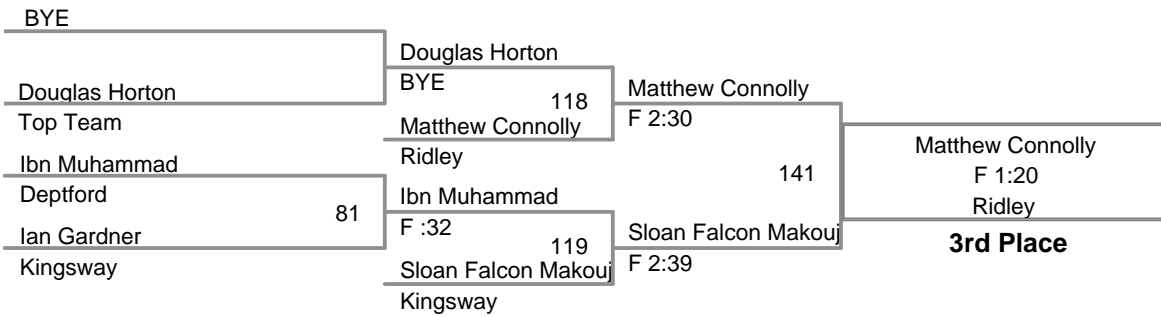 BYE
Douglas Horton
Top Team
Ibn Muhammad
Deptford
81
Ian Gardner
Kingsway
Douglas Horton
BYE
118
Matthew Connolly
Ridley
Ibn Muhammad
F :32
119
Sloan Falcon Makouj
Kingsway
Matthew Connolly
F 2:30
141
Sloan Falcon Makouj
F 2:39
Matthew Connolly
F 1:20
Ridley
3rd Place